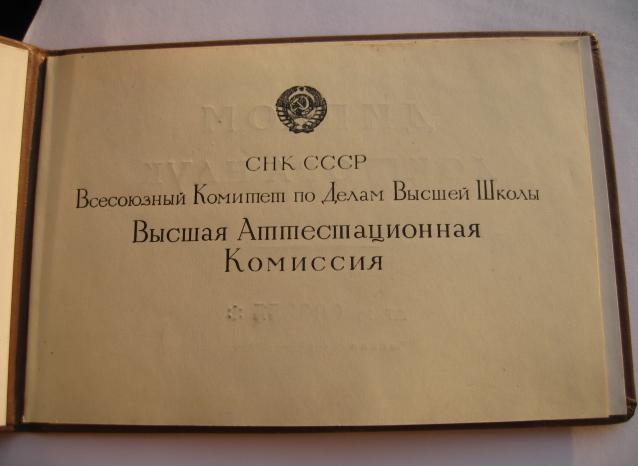 СНК СССР
Всесоюзный Комитет по Делам Высшей Школы
Высшая Аттестационная
Комиссия